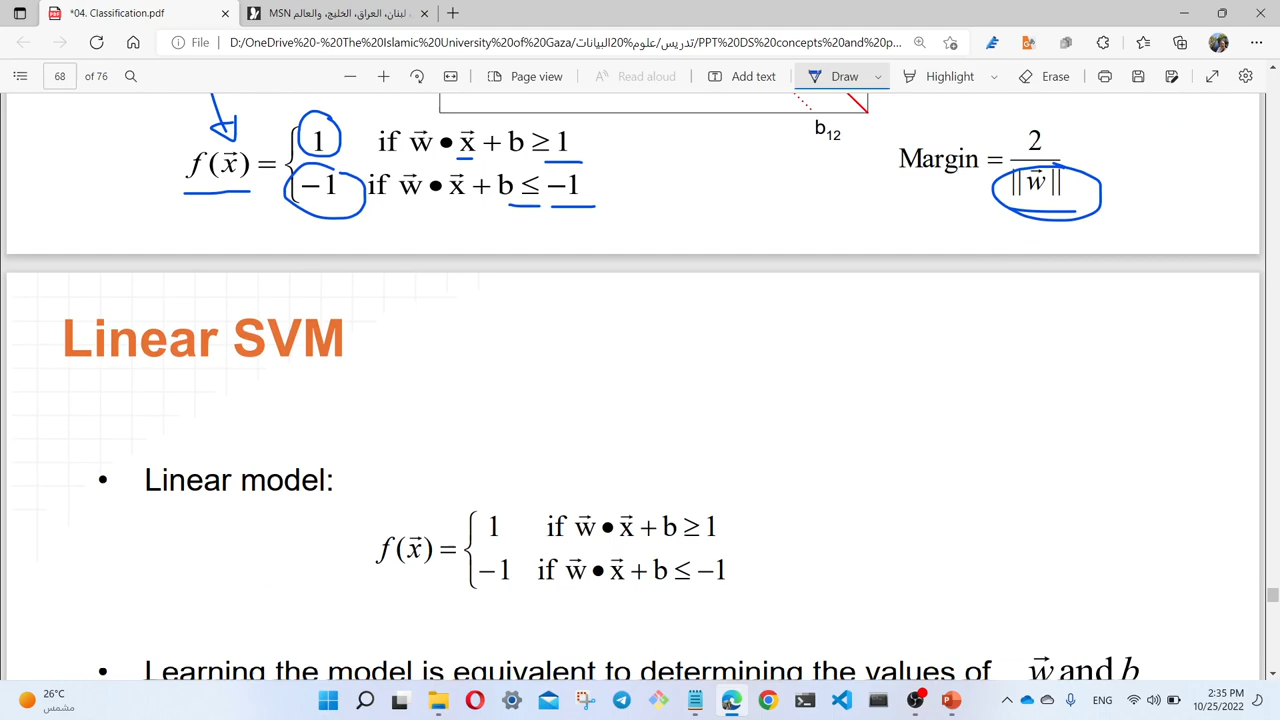 *04. Classification.pdf
MSN لبنان، العراق، الخليج، والعالم
File
D:/OneDrive%20-%20The%20Islamic%20University%20of%20Gaza/تدريس/علوم%20البيانات/PPT%20DS%20concepts%20and%20p...
68 of 76
Page view
Read aloud
Add text
Draw
Highlight
Erase
b12
f(x⃗) = { 1 if w⃗ • x⃗ + b ≥ 1
−1 if w⃗ • x⃗ + b ≤ −1
Margin = 2 / ||w⃗||
Linear SVM
• Linear model:
f(x⃗) = { 1 if w⃗ • x⃗ + b ≥ 1
−1 if w⃗ • x⃗ + b ≤ −1
• Learning the model is equivalent to determining the values of w⃗ and b
26°C
مشمس
ENG
2:35 PM
10/25/2022